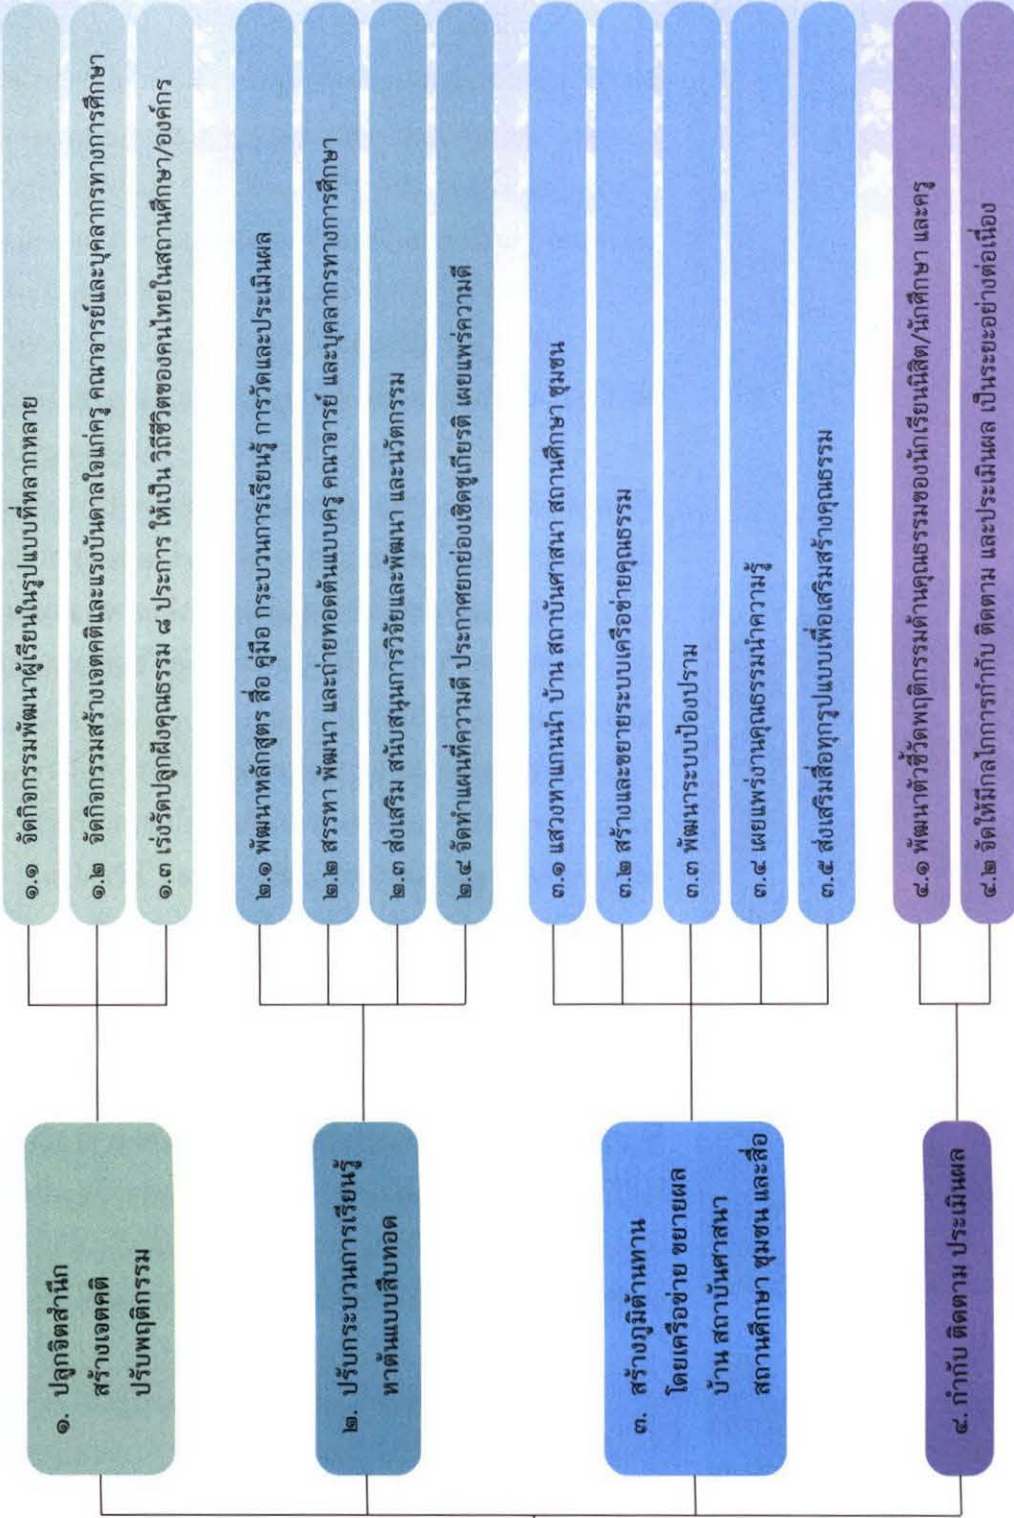 ๑. ปลูกจิตสำนึก
สร้างเจตคติ
ปรับพฤติกรรม
๑.๑ จัดกิจกรรมพัฒนาผู้เรียนในรูปแบบที่หลากหลาย
๑.๒ จัดกิจกรรมสร้างเจตคติและแรงบันดาลใจแก่ครู คณาจารย์และบุคลากรทางการศึกษา
๑.๓ เร่งรัดปลูกฝังคุณธรรม ๘ ประการ ให้เป็น วิถีชีวิตของคนไทยในสถานศึกษา/องค์กร
๒. ปรับกระบวนการเรียนรู้
หาต้นแบบสืบทอด
๒.๑ พัฒนาหลักสูตร สื่อ คู่มือ กระบวนการเรียนรู้ การวัดและประเมินผล
๒.๒ สรรหา พัฒนา และถ่ายทอดต้นแบบครู คณาจารย์ และบุคลากรทางการศึกษา
๒.๓ ส่งเสริม สนับสนุนการวิจัยและพัฒนา และนวัตกรรม
๒.๔ จัดทำแผนที่ความดี ประกาศยกย่องเชิดชูเกียรติ เผยแพร่ความดี
๓. สร้างภูมิต้านทาน
โดยเครือข่าย ขยายผล
บ้าน สถาบันศาสนา
สถานศึกษา ชุมชน และสื่อ
๓.๑ แสวงหาแกนนำ บ้าน สถาบันศาสนา สถานศึกษา ชุมชน
๓.๒ สร้างและขยายระบบเครือข่ายคุณธรรม
๓.๓ พัฒนาระบบป้องปราม
๓.๔ เผยแพร่งานคุณธรรมนำความรู้
๓.๕ ส่งเสริมสื่อทุกรูปแบบเพื่อเสริมสร้างคุณธรรม
๔. กำกับ ติดตาม ประเมินผล
๔.๑ พัฒนาตัวชี้วัดพฤติกรรมด้านคุณธรรมของนักเรียนนิสิต/นักศึกษา และครู
๔.๒ จัดให้มีกลไกการกำกับ ติดตาม และประเมินผล เป็นระยะอย่างต่อเนื่อง